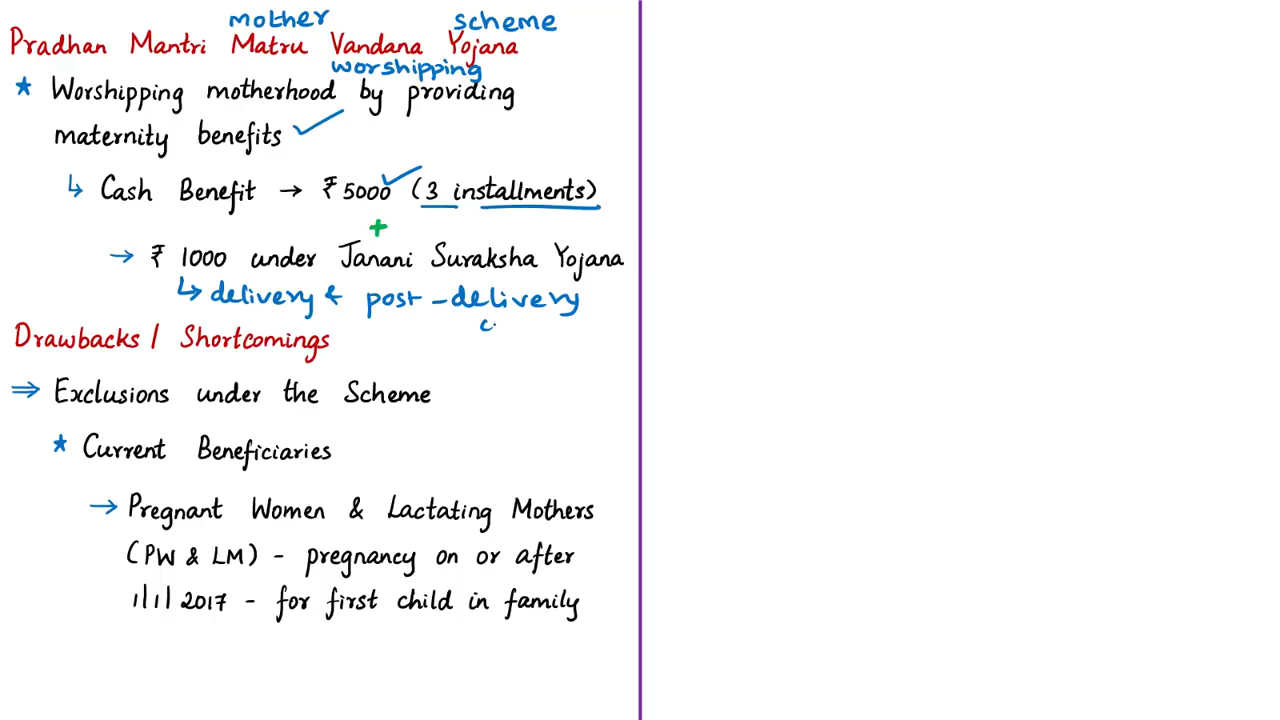 mother scheme
Pradhan Mantri Matru Vandana Yojana
worshipping
★ Worshipping motherhood by providing
maternity benefits ✓
↳ Cash Benefit → ₹5000 ✓ (3 installments)
+
→ ₹ 1000 under Janani Suraksha Yojana
↳ delivery & post-delivery
Drawbacks / Shortcomings
⇒ Exclusions under the Scheme
★ Current Beneficiaries
→ Pregnant Women & Lactating Mothers
(PW & LM) - pregnancy on or after
1/1/2017 - for first child in family